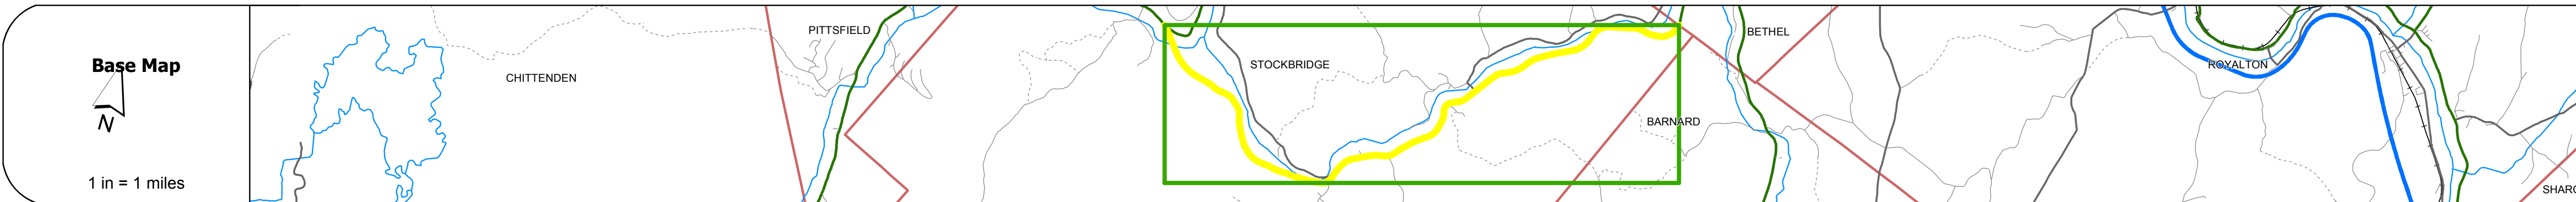 Base Map
N
1 in = 1 miles
CHITTENDEN
PITTSFIELD
STOCKBRIDGE
BARNARD
BETHEL
ROYALTON